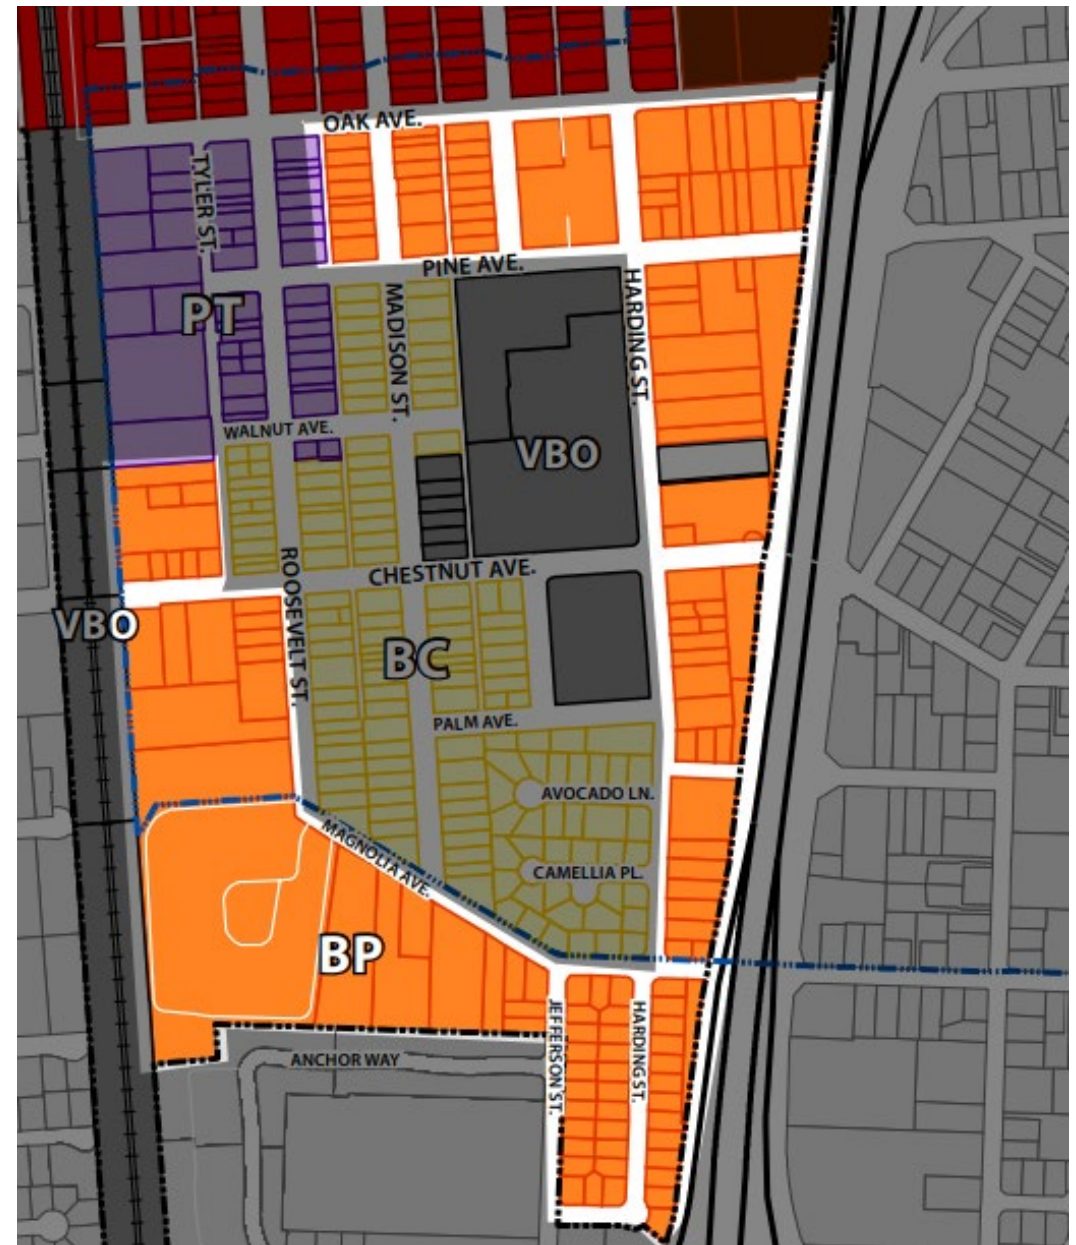 OAK AVE.
TYLER ST.
PINE AVE.
PT
MADISON ST.
HARDING ST.
WALNUT AVE.
VBO
ROOSEVELT ST.
CHESTNUT AVE.
VBO
BC
PALM AVE.
AVOCADO LN.
MAGNOLIA AVE.
CAMELLIA PL.
BP
JEFFERSON ST.
HARDING ST.
ANCHOR WAY